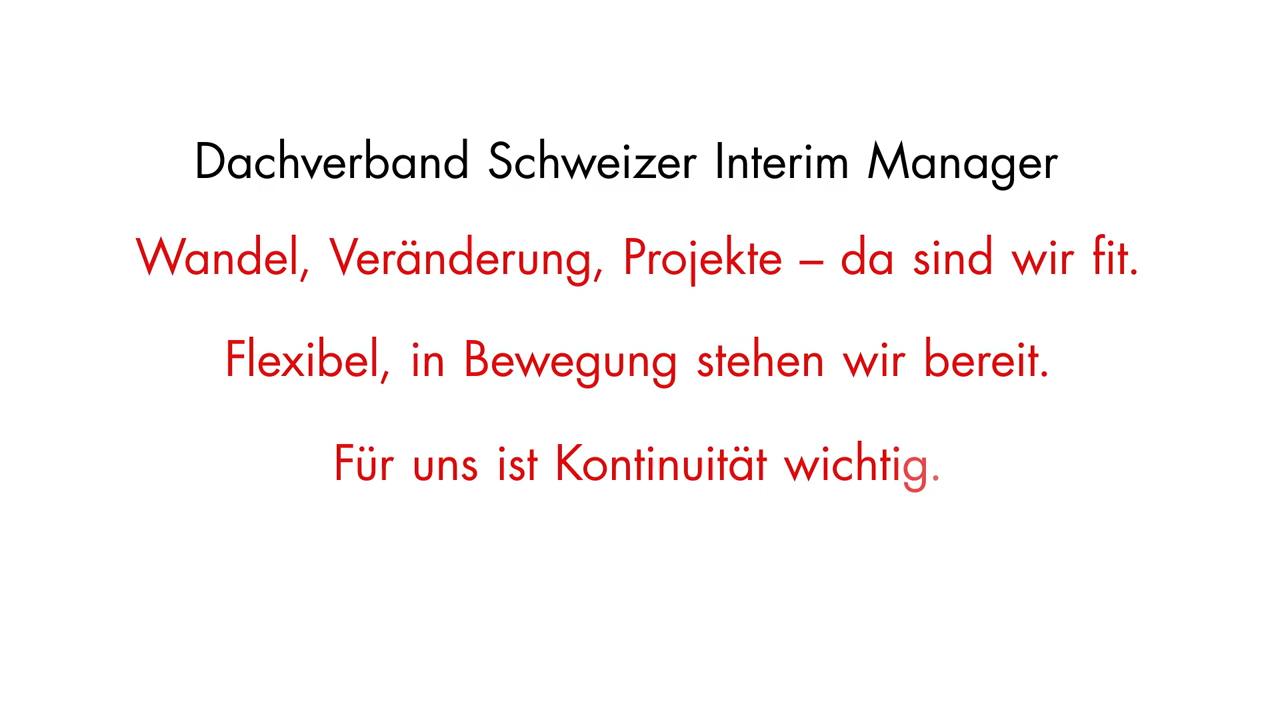 Dachverband Schweizer Interim Manager
Wandel, Veränderung, Projekte – da sind wir fit.
Flexibel, in Bewegung stehen wir bereit.
Für uns ist Kontinuität wichtig.